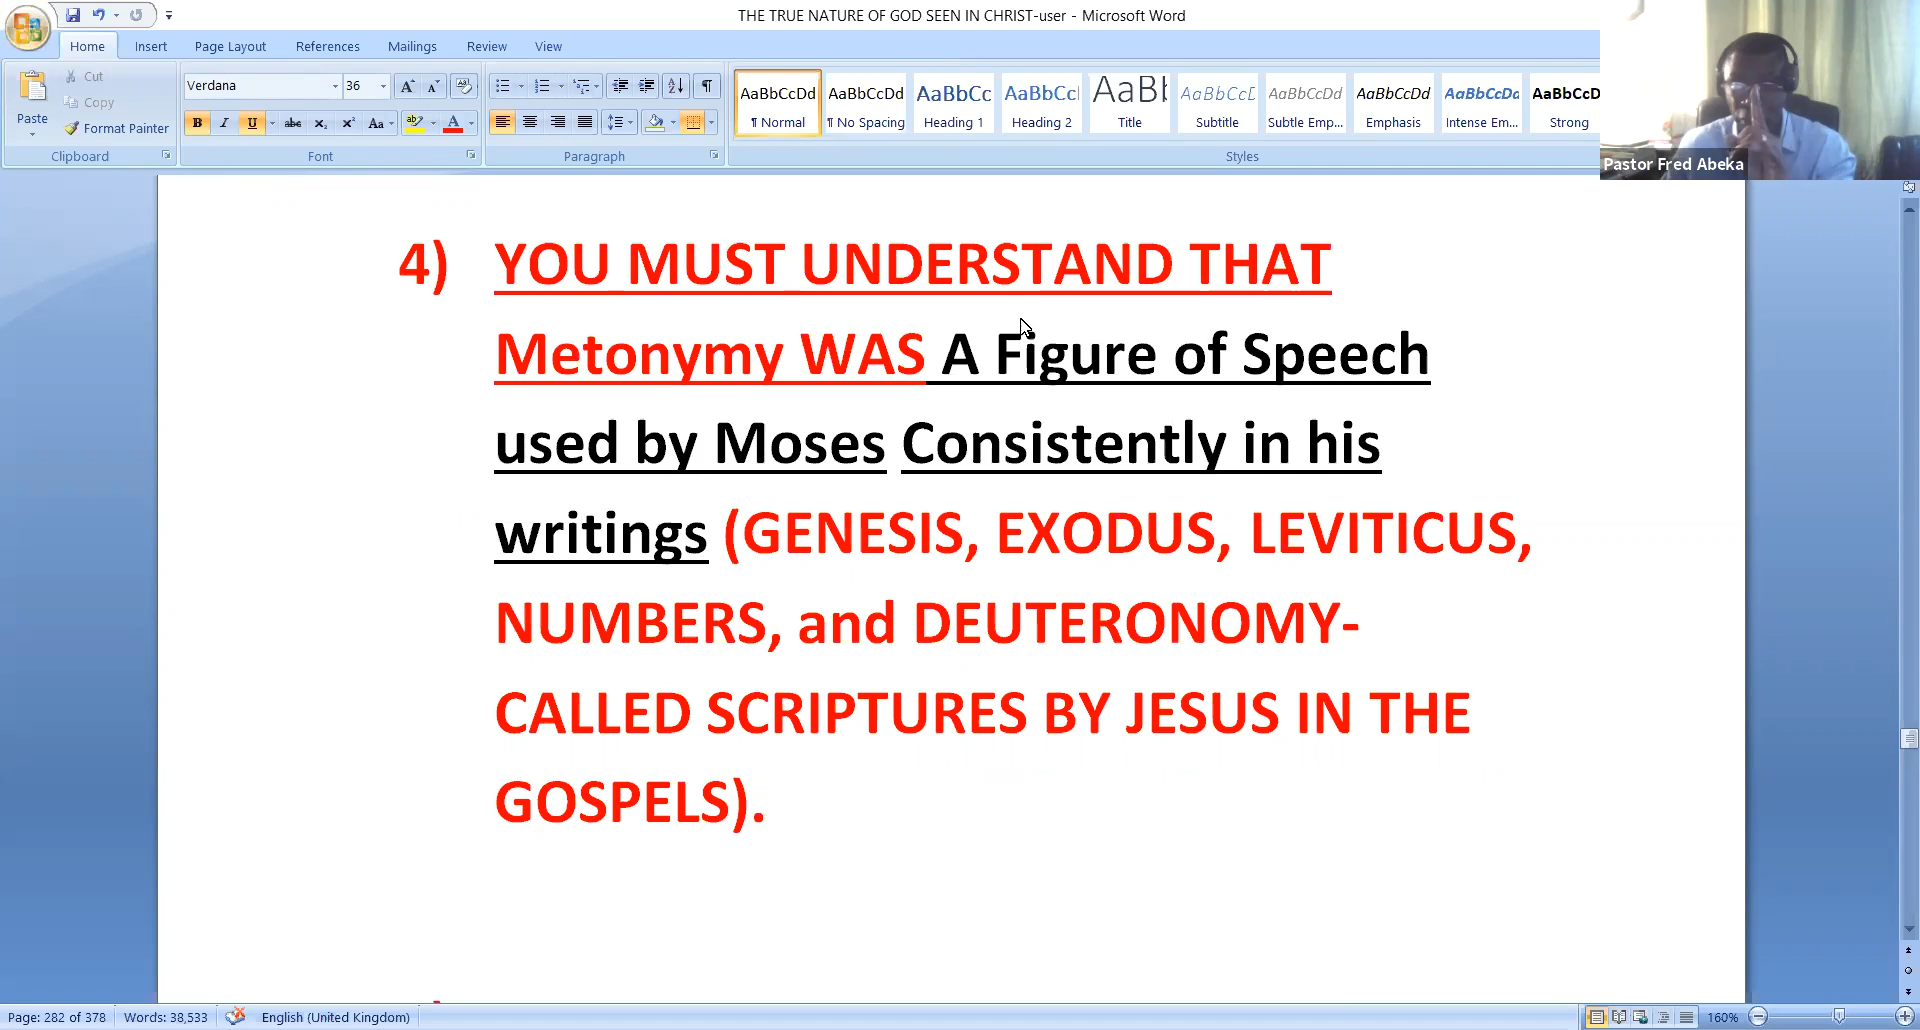 THE TRUE NATURE OF GOD SEEN IN CHRIST-user - Microsoft Word
Home Insert Page Layout References Mailings Review View
Cut
Copy
Paste
Format Painter
Clipboard
Verdana 36
Font
Paragraph
AaBbCcDd AaBbCcDd AaBbCc AaBbCc AaB AaBbCcD AaBbCcDd AaBbCcDd AaBbCcDd AaBbCcD
¶ Normal ¶ No Spacing Heading 1 Heading 2 Title Subtitle Subtle Emp... Emphasis Intense Em... Strong
Styles
Pastor Fred Abeka
4) YOU MUST UNDERSTAND THAT
Metonymy WAS A Figure of Speech
used by Moses Consistently in his
writings (GENESIS, EXODUS, LEVITICUS,
NUMBERS, and DEUTERONOMY-
CALLED SCRIPTURES BY JESUS IN THE
GOSPELS).
Page: 282 of 378 Words: 38,533 English (United Kingdom) 160%